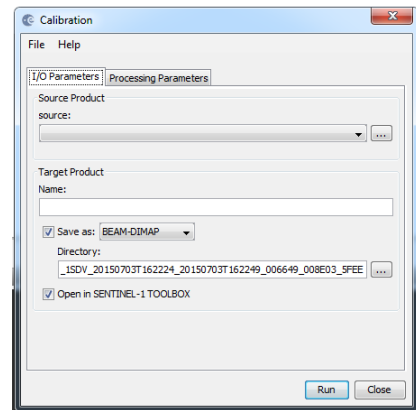 Calibration
File Help
I/O Parameters Processing Parameters
Source Product
source:
...
Target Product
Name:
Save as: BEAM-DIMAP
Directory:
_1SDV_20150703T162224_20150703T162249_006649_008E03_5FEE ...
Open in SENTINEL-1 TOOLBOX
Run Close